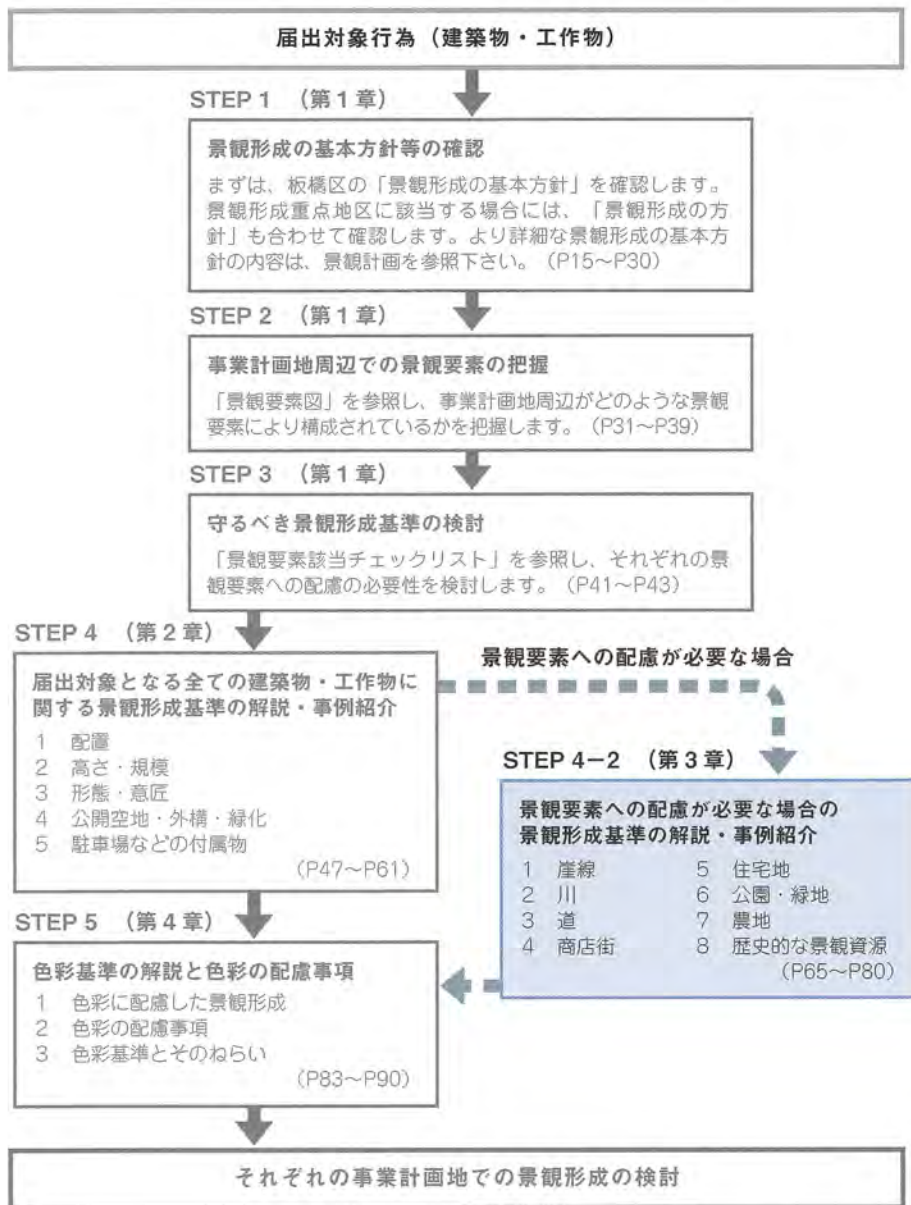 届出対象行為（建築物・工作物）
STEP 1 （第１章）
景観形成の基本方針等の確認
まずは、板橋区の「景観形成の基本方針」を確認します。
景観形成重点地区に該当する場合には、「景観形成の方
針」も合わせて確認します。より詳細な景観形成の基本方
針の内容は、景観計画を参照下さい。（P15～P30）
STEP 2 （第１章）
事業計画地周辺での景観要素の把握
「景観要素図」を参照し、事業計画地周辺がどのような景観
要素により構成されているかを把握します。（P31～P39）
STEP 3 （第１章）
守るべき景観形成基準の検討
「景観要素該当チェックリスト」を参照し、それぞれの景
観要素への配慮の必要性を検討します。（P41～P43）
STEP 4 （第２章）
届出対象となる全ての建築物・工作物に
関する景観形成基準の解説・事例紹介
1 配置
2 高さ・規模
3 形態・意匠
4 公開空地・外構・緑化
5 駐車場などの付属物
（P47～P61）
景観要素への配慮が必要な場合
STEP 4－2 （第３章）
景観要素への配慮が必要な場合の
景観形成基準の解説・事例紹介
1 崖線
2 川
3 道
4 商店街
5 住宅地
6 公園・緑地
7 農地
8 歴史的な景観資源
（P65～P80）
STEP 5 （第４章）
色彩基準の解説と色彩の配慮事項
1 色彩に配慮した景観形成
2 色彩の配慮事項
3 色彩基準とそのねらい
（P83～P90）
それぞれの事業計画地での景観形成の検討